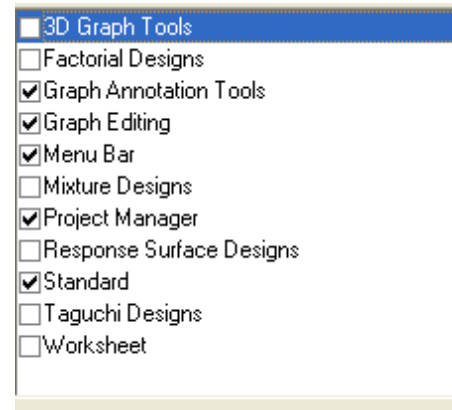 3D Graph Tools
Factorial Designs
Graph Annotation Tools
Graph Editing
Menu Bar
Mixture Designs
Project Manager
Response Surface Designs
Standard
Taguchi Designs
Worksheet